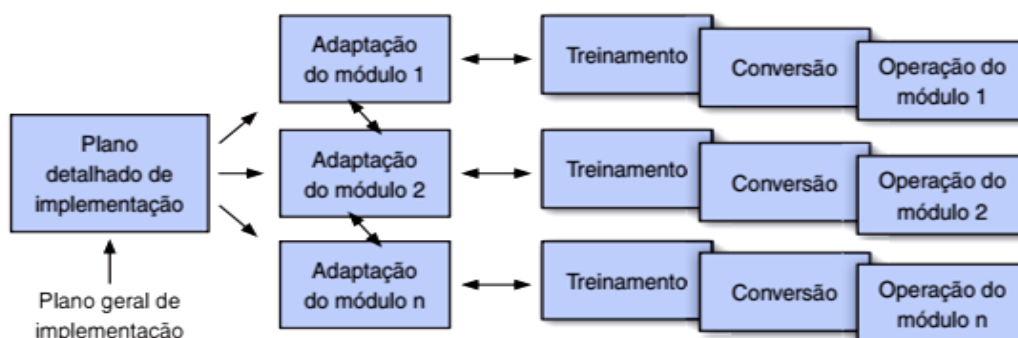 Adaptação
do módulo 1
Treinamento
Conversão
Operação do
módulo 1
Plano
detalhado de
implementação
Adaptação
do módulo 2
Treinamento
Conversão
Operação do
módulo 2
Adaptação
do módulo n
Treinamento
Conversão
Operação do
módulo n
Plano geral de
implementação